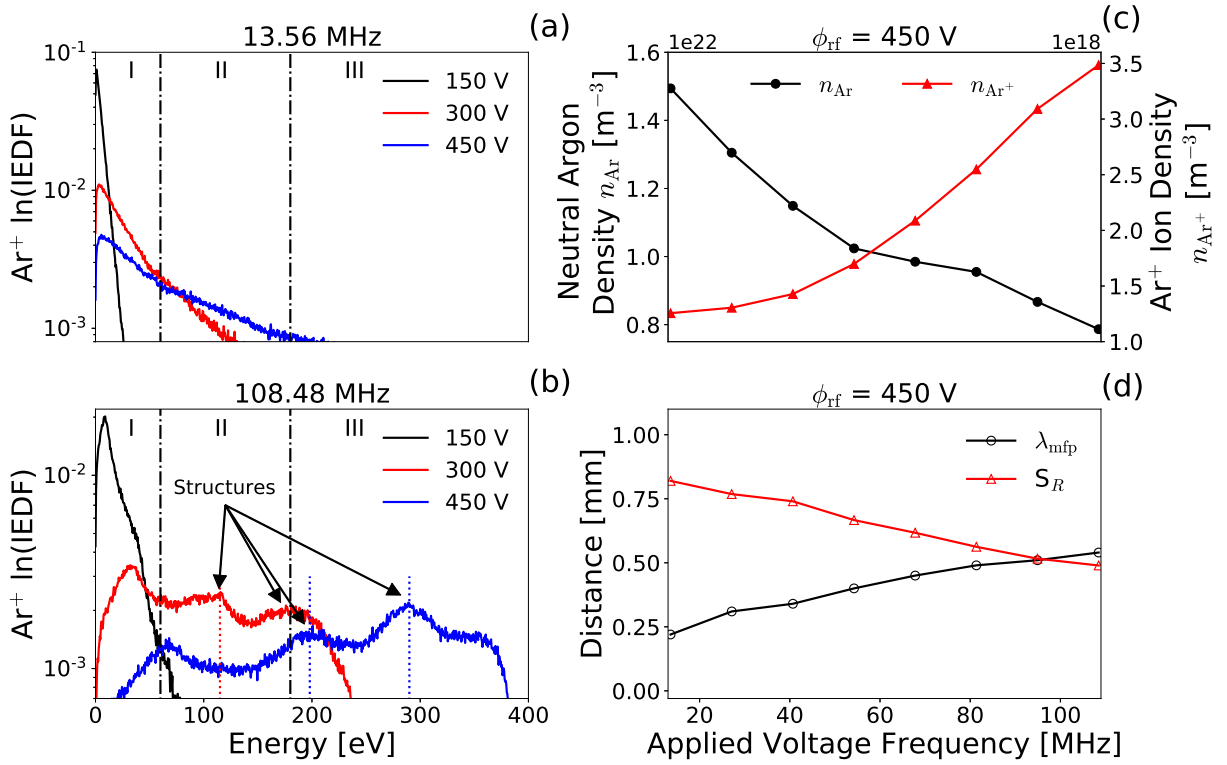 13.56 MHz
(a)
I II III
150 V
300 V
450 V
10⁻¹
10⁻²
10⁻³
Ar⁺ ln(IEDF)
108.48 MHz
(b)
I II III
150 V
300 V
450 V
Structures
10⁻²
10⁻³
Ar⁺ ln(IEDF)
0 100 200 300 400
Energy [eV]
(c)
ϕrf = 450 V
1e22
1e18
nAr
nAr⁺
1.6
1.4
1.2
1.0
0.8
Neutral Argon
Density nAr [m⁻³]
3.5
3.0
2.5
2.0
1.5
1.0
Ar⁺ Ion Density
nAr⁺ [m⁻³]
(d)
ϕrf = 450 V
λmfp
SR
1.00
0.75
0.50
0.25
0.00
Distance [mm]
20 40 60 80 100
Applied Voltage Frequency [MHz]